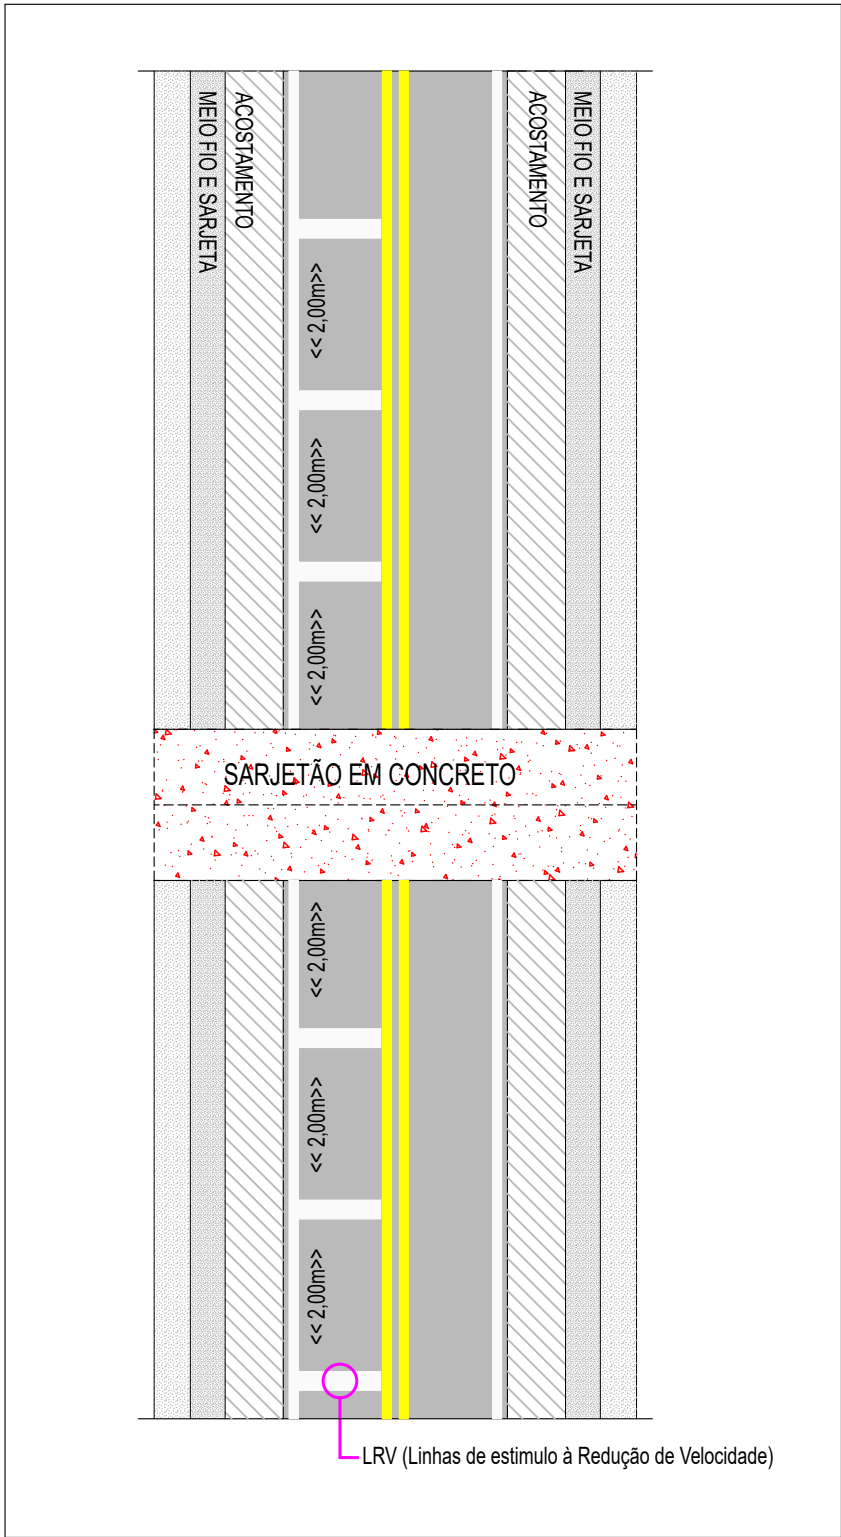 MEIO FIO E SARJETA
ACOSTAMENTO
ACOSTAMENTO
MEIO FIO E SARJETA
<< 2,00m>>
<< 2,00m>>
<< 2,00m>>
SARJETÃO EM CONCRETO
<< 2,00m>>
<< 2,00m>>
<< 2,00m>>
LRV (Linhas de estimulo à Redução de Velocidade)